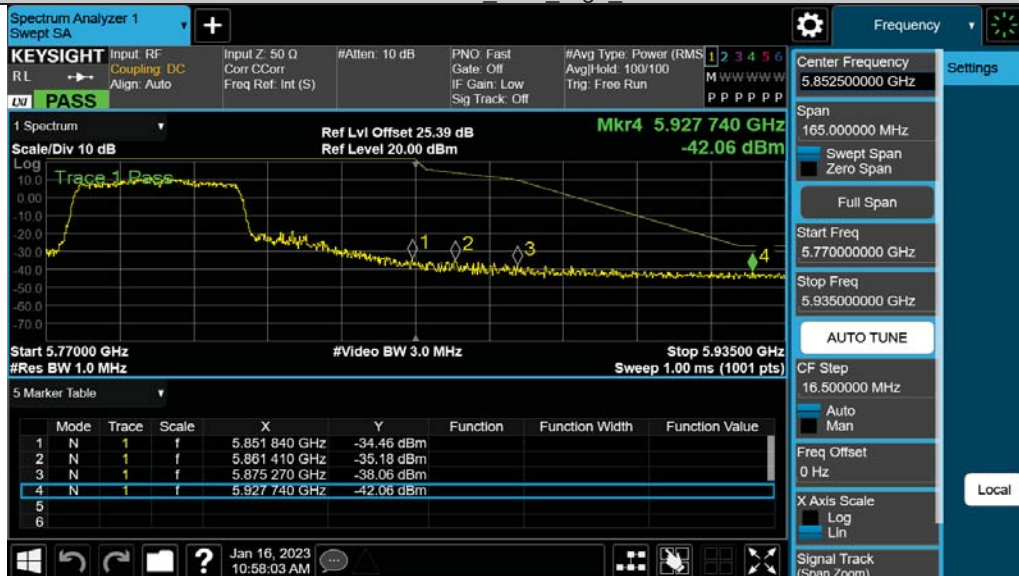 Spectrum Analyzer 1
Swept SA
+
Frequency
KEYSIGHT
RL
LXI
PASS
Input: RF
Coupling: DC
Align: Auto
Input Z: 50 Ω
Corr CCorr
Freq Ref: Int (S)
#Atten: 10 dB
PNO: Fast
Gate: Off
IF Gain: Low
Sig Track: Off
#Avg Type: Power (RMS
Avg|Hold: 100/100
Trig: Free Run
1 2 3 4 5 6
M W W W W W
P P P P P P
1 Spectrum
Scale/Div 10 dB
Ref Lvl Offset 25.39 dB
Ref Level 20.00 dBm
Mkr4 5.927 740 GHz
-42.06 dBm
Log
Trace 1 Pass
10.0
0.00
-10.0
-20.0
-30.0
-40.0
-50.0
-60.0
-70.0
1
2
3
4
Start 5.77000 GHz
#Res BW 1.0 MHz
#Video BW 3.0 MHz
Stop 5.93500 GHz
Sweep 1.00 ms (1001 pts)
5 Marker Table
Mode Trace Scale X Y Function Function Width Function Value
1 N 1 f 5.851 840 GHz -34.46 dBm
2 N 1 f 5.861 410 GHz -35.18 dBm
3 N 1 f 5.875 270 GHz -38.06 dBm
4 N 1 f 5.927 740 GHz -42.06 dBm
5
6
?
Jan 16, 2023
10:58:03 AM
Center Frequency
5.852500000 GHz
Span
165.000000 MHz
Swept Span
Zero Span
Full Span
Start Freq
5.770000000 GHz
Stop Freq
5.935000000 GHz
AUTO TUNE
CF Step
16.500000 MHz
Auto
Man
Freq Offset
0 Hz
X Axis Scale
Log
Lin
Signal Track
(Span Zoom)
Settings
Local